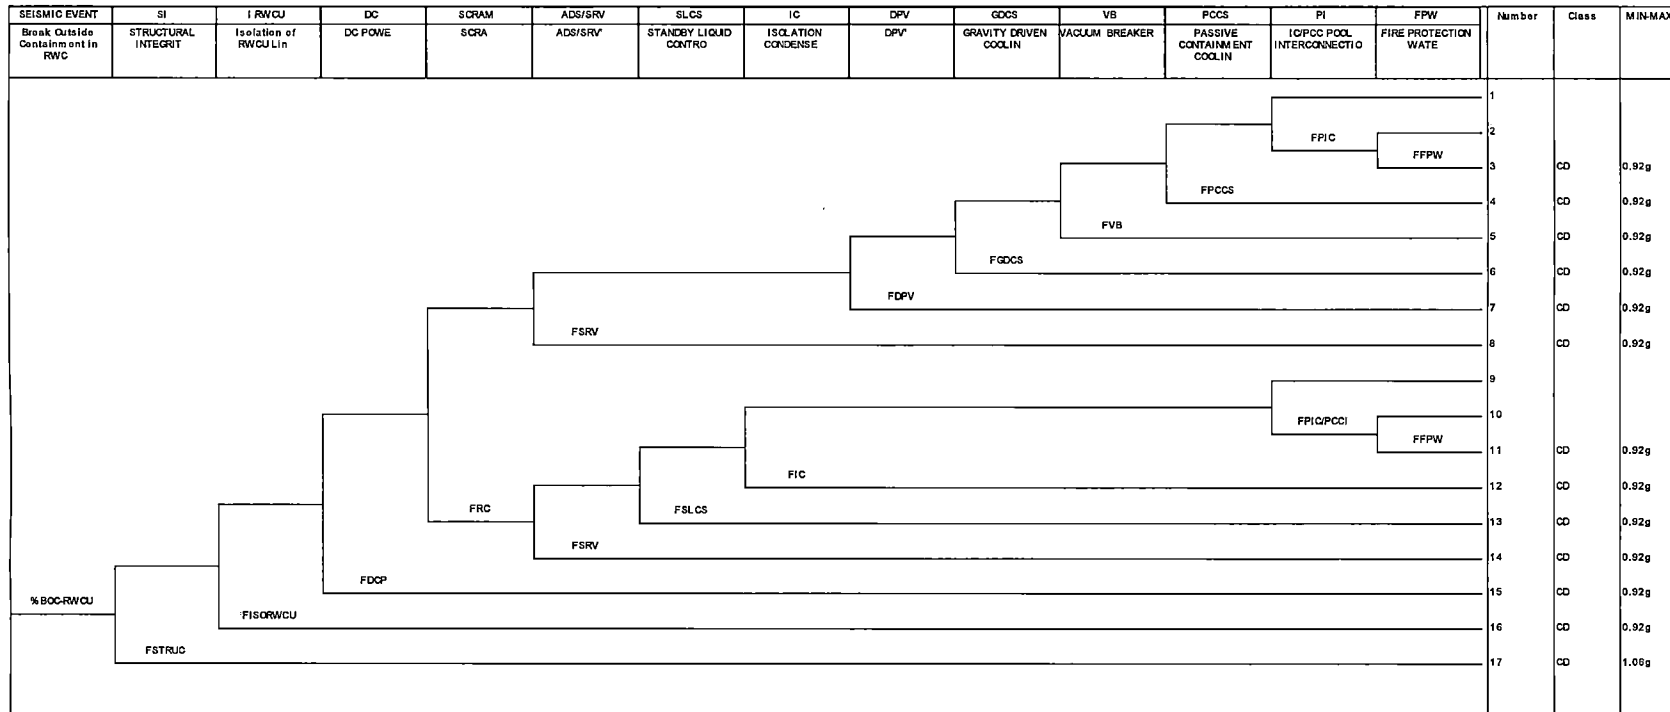 SEISMIC EVENT SI I RWCU DC SCRAM ADS/SRV SLCS IC DPV GDCS VB PCCS PI FPW Number Class MIN-MAX
Break Outside STRUCTURAL Isolation of DC POWE SCRA ADS/SRV' STANDBY LIQUID ISOLATION DPV' GRAVITY DRIVEN VACUUM BREAKER PASSIVE IC/PCC POOL FIRE PROTECTION
Containment in INTEGRIT RWCU Lin CONTRO CONDENSE COOLIN CONTAINMENT INTERCONNECTIO WATE
RWC COOLIN
1
FPIC 2
FFPW
3 CD 0.92g
FPCCS
4 CD 0.92g
FVB
5 CD 0.92g
FGDCS
6 CD 0.92g
FDPV
7 CD 0.92g
FSRV
8 CD 0.92g
9
10
FPIC/PCCI
FFPW
11 CD 0.92g
FIC
12 CD 0.92g
FRC FSLCS
13 CD 0.92g
FSRV
14 CD 0.92g
FDCP
15 CD 0.92g
%BOC-RWCU
FISORWCU
16 CD 0.92g
FSTRUC
17 CD 1.06g